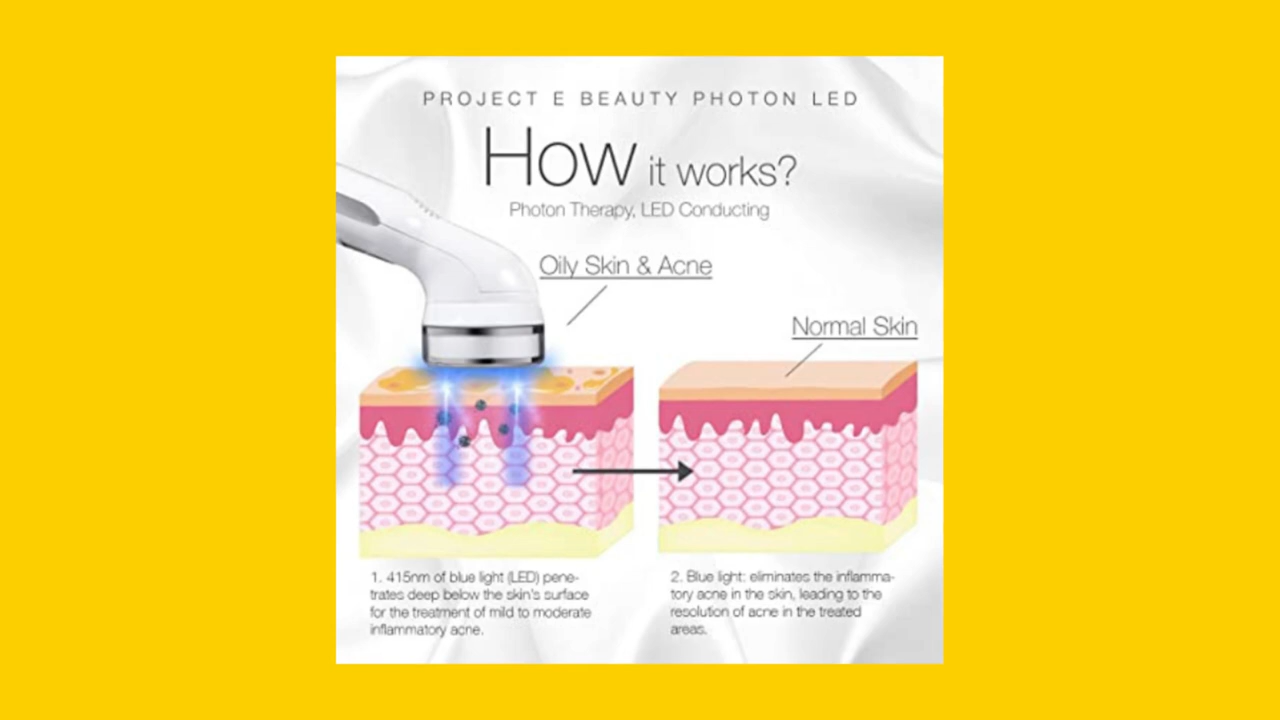 PROJECT E BEAUTY PHOTON LED
How it works?
Photon Therapy, LED Conducting
Oily Skin & Acne
Normal Skin
1. 415nm of blue light (LED) pene-
trates deep below the skin's surface
for the treatment of mild to moderate
inflammatory acne.
2. Blue light: eliminates the inflamma-
tory acne in the skin, leading to the
resolution of acne in the treated
areas.